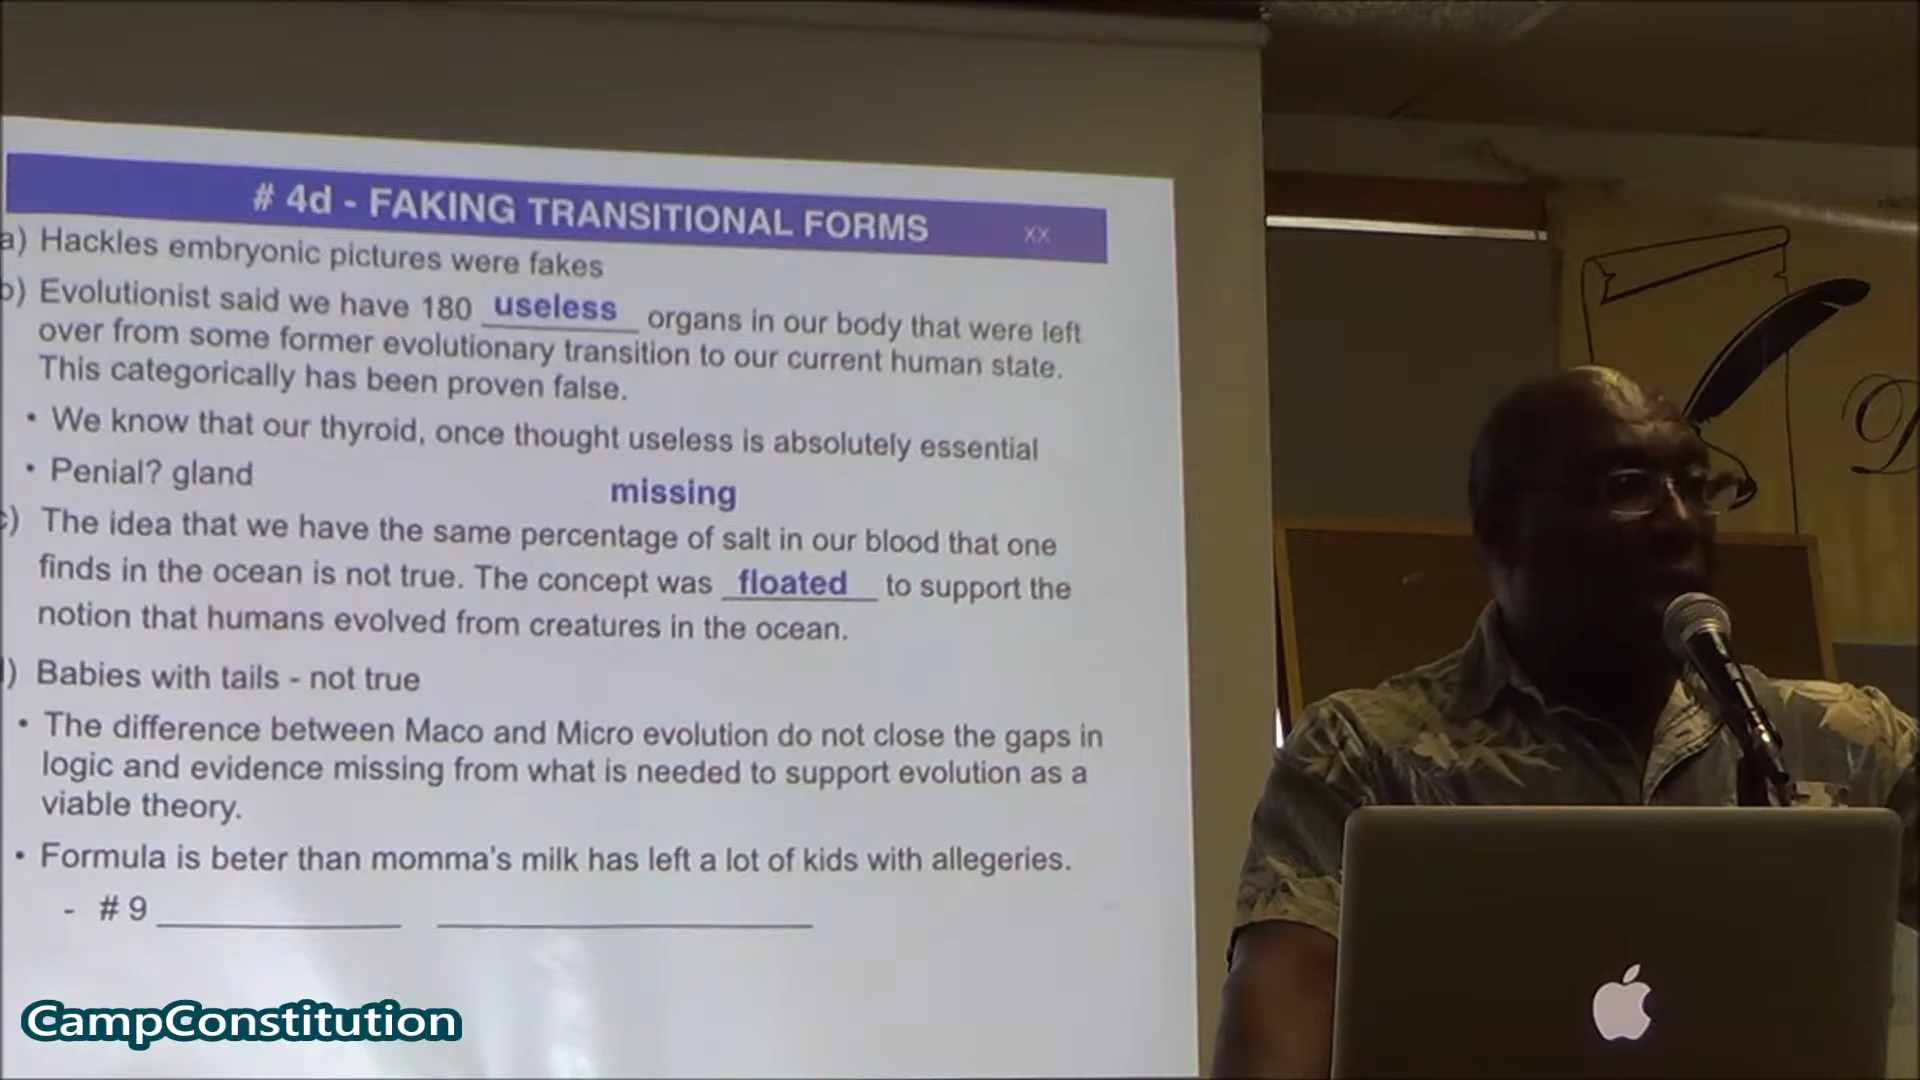 # 4d - FAKING TRANSITIONAL FORMS xx
a) Hackles embryonic pictures were fakes
b) Evolutionist said we have 180 useless organs in our body that were left
over from some former evolutionary transition to our current human state.
This categorically has been proven false.
• We know that our thyroid, once thought useless is absolutely essential
• Penial? gland
missing
c) The idea that we have the same percentage of salt in our blood that one
finds in the ocean is not true. The concept was floated to support the
notion that humans evolved from creatures in the ocean.
) Babies with tails - not true
• The difference between Maco and Micro evolution do not close the gaps in
logic and evidence missing from what is needed to support evolution as a
viable theory.
• Formula is beter than momma's milk has left a lot of kids with allegeries.
- # 9
CampConstitution